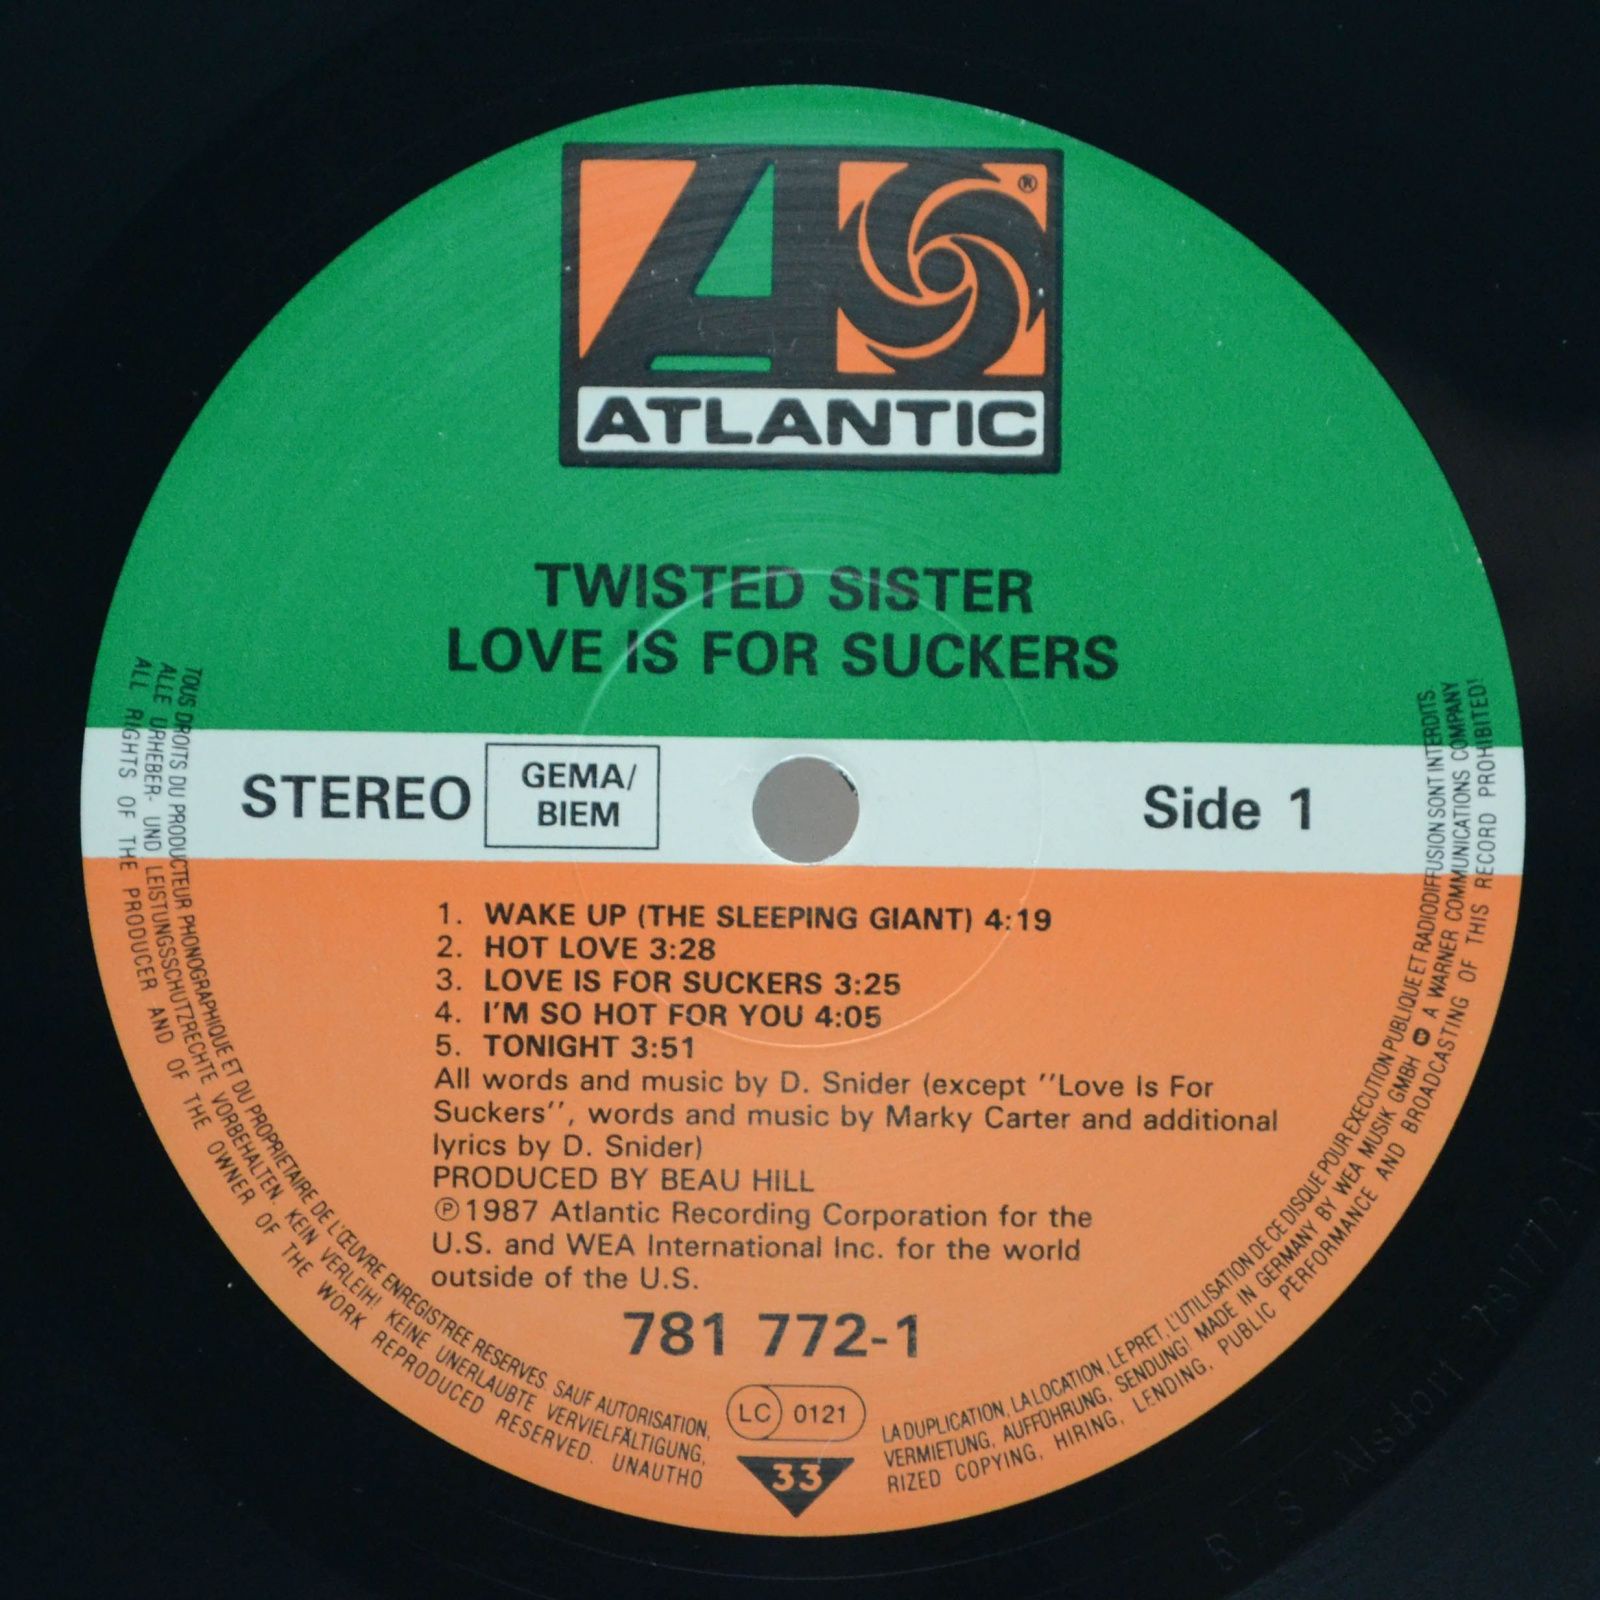 ATLANTIC
®
TWISTED SISTER
LOVE IS FOR SUCKERS
STEREO
GEMA/
BIEM
Side 1
1. WAKE UP (THE SLEEPING GIANT) 4:19
2. HOT LOVE 3:28
3. LOVE IS FOR SUCKERS 3:25
4. I'M SO HOT FOR YOU 4:05
5. TONIGHT 3:51
All words and music by D. Snider (except ''Love Is For
Suckers'', words and music by Marky Carter and additional
lyrics by D. Snider)
PRODUCED BY BEAU HILL
℗1987 Atlantic Recording Corporation for the
U.S. and WEA International Inc. for the world
outside of the U.S.
781 772-1
LC 0121
33
TOUS DROITS DU PRODUCTEUR PHONOGRAPHIQUE ET DU PROPRIETAIRE DE L'ŒUVRE ENREGISTREE RESERVES. SAUF AUTORISATION, LA DUPLICATION, LA LOCATION, LE PRET, L'UTILISATION DE CE DISQUE POUR EXECUTION PUBLIQUE ET RADIODIFFUSION SONT INTERDITS.
ALLE URHEBER- UND LEISTUNGSSCHUTZRECHTE VORBEHALTEN. KEIN VERLEIH! KEINE UNERLAUBTE VERVIELFÄLTIGUNG, VERMIETUNG, AUFFÜHRUNG, SENDUNG! MADE IN GERMANY BY WEA MUSIK GMBH A WARNER COMMUNICATIONS COMPANY
ALL RIGHTS OF THE PRODUCER AND OF THE OWNER OF THE WORK REPRODUCED RESERVED. UNAUTHORIZED COPYING, HIRING, LENDING, PUBLIC PERFORMANCE AND BROADCASTING OF THIS RECORD PROHIBITED!
R / S Alsdorf